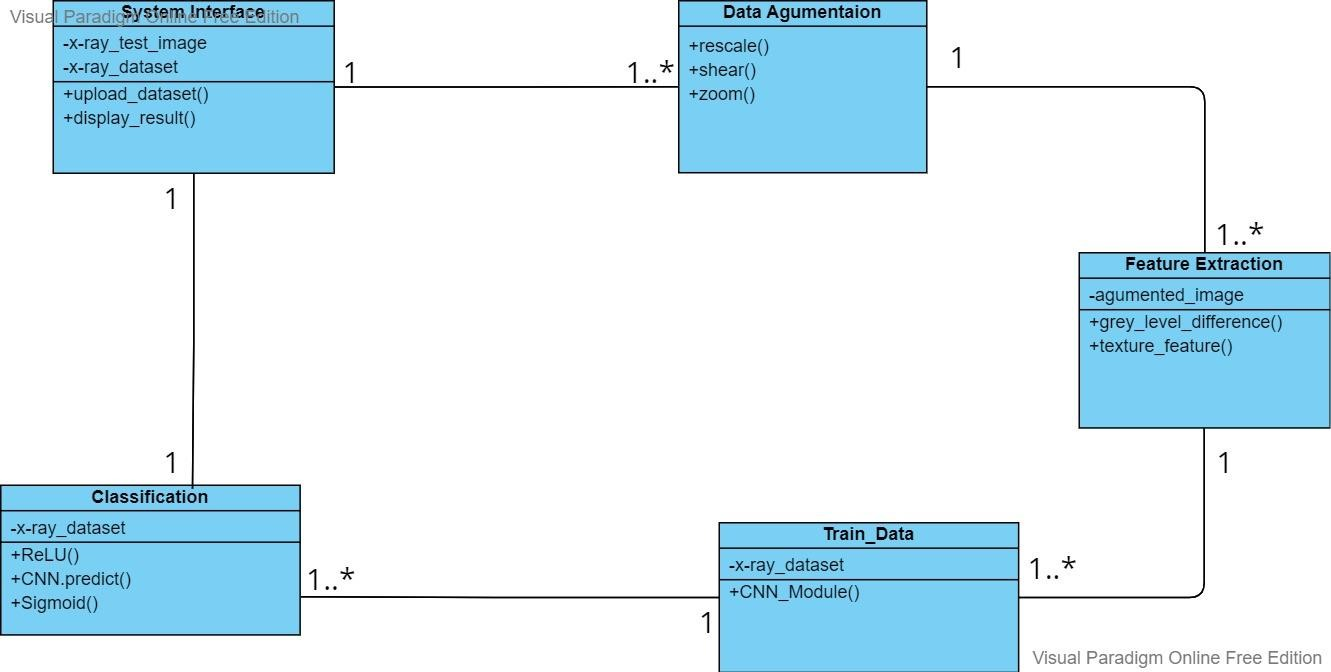 Visual Paradigm Online Free Edition
System Interface
-x-ray_test_image
-x-ray_dataset
+upload_dataset()
+display_result()
1
1..*
Data Agumentaion
+rescale()
+shear()
+zoom()
1
1..*
Feature Extraction
-agumented_image
+grey_level_difference()
+texture_feature()
1
1
1
Classification
-x-ray_dataset
+ReLU()
+CNN.predict()
+Sigmoid()
1..*
1
Train_Data
-x-ray_dataset
+CNN_Module()
1..*
Visual Paradigm Online Free Edition